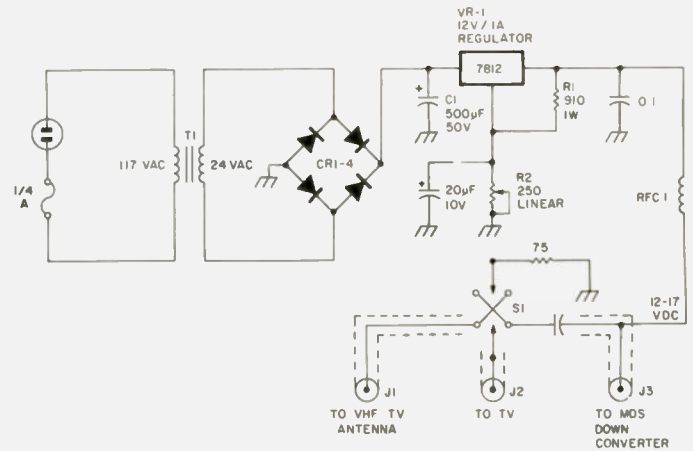 VR-1
12V/1A
REGULATOR
7812
C1
500µF
50V
R1
910
1W
0.1
T1
117 VAC
24 VAC
CR1-4
1/4
A
20µF
10V
R2
250
LINEAR
RFC 1
75
S1
12-17
VDC
J1
J2
J3
TO VHF TV
ANTENNA
TO TV
TO MDS
DOWN
CONVERTER